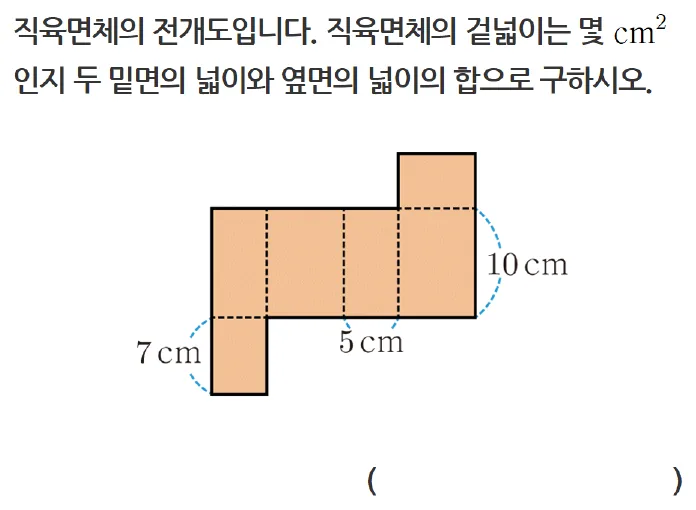 직육면체의 전개도입니다. 직육면체의 겉넓이는 몇 cm²
인지 두 밑면의 넓이와 옆면의 넓이의 합으로 구하시오.
10 cm
5 cm
7 cm
( )